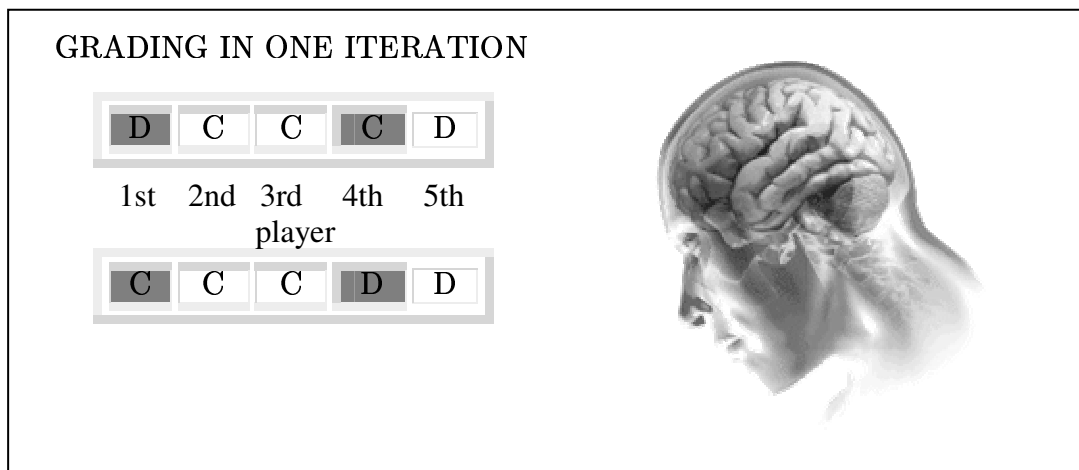 GRADING IN ONE ITERATION
D C C C D
1st 2nd 3rd 4th 5th
player
C C C D D